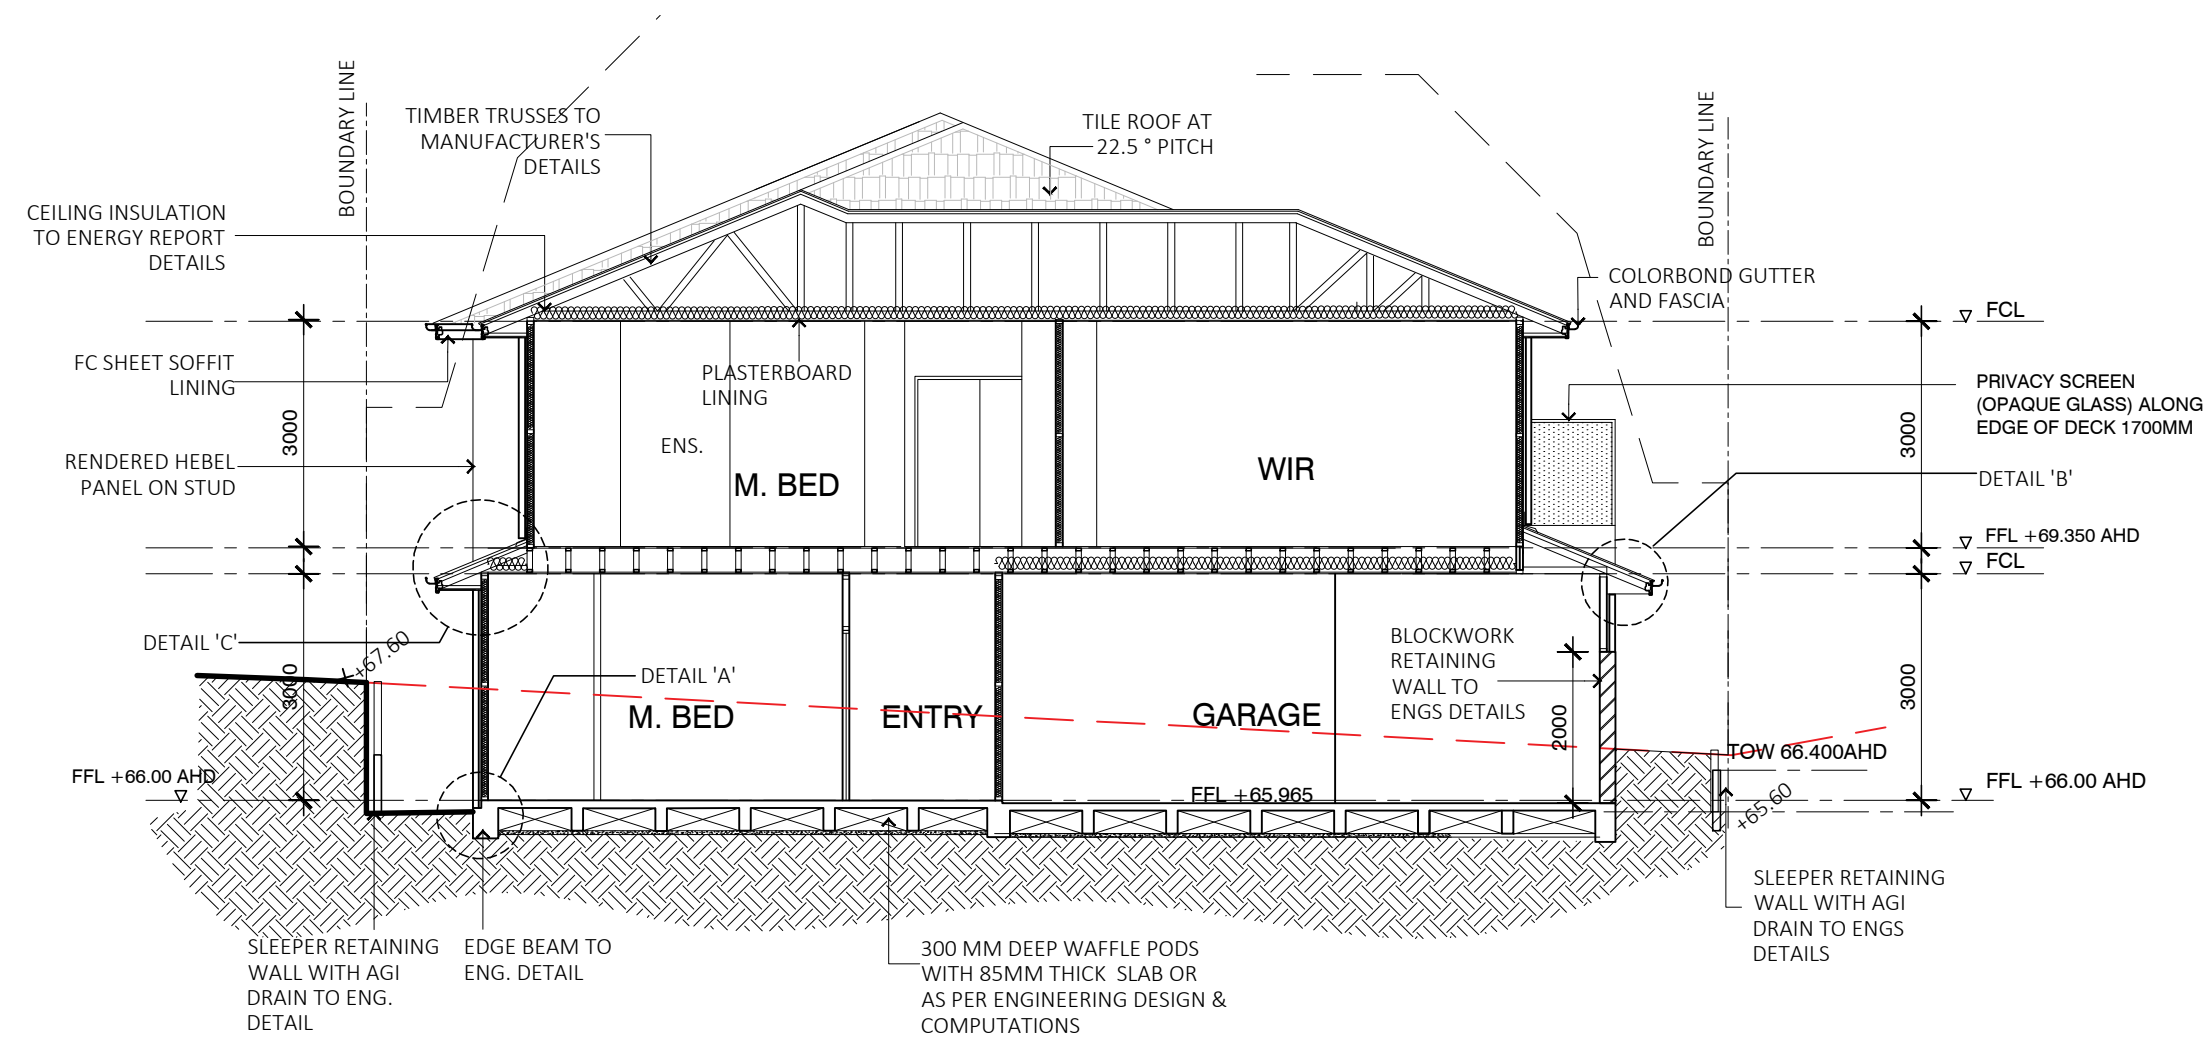 BOUNDARY LINE
TIMBER TRUSSES TO
MANUFACTURER'S
DETAILS
TILE ROOF AT
22.5 ° PITCH
BOUNDARY LINE
CEILING INSULATION
TO ENERGY REPORT
DETAILS
COLORBOND GUTTER
AND FASCIA
FCL
FC SHEET SOFFIT
LINING
PLASTERBOARD
LINING
PRIVACY SCREEN
(OPAQUE GLASS) ALONG
EDGE OF DECK 1700MM
3000
3000
ENS.
M. BED
WIR
RENDERED HEBEL
PANEL ON STUD
DETAIL 'B'
FFL +69.350 AHD
FCL
DETAIL 'C'
+67.60
BLOCKWORK
RETAINING
WALL TO
ENGS DETAILS
DETAIL 'A'
3000
3000
M. BED
ENTRY
GARAGE
2000
TOW 66.400AHD
FFL +66.00 AHD
FFL +66.00 AHD
FFL +65.965
+65.60
SLEEPER RETAINING
WALL WITH AGI
DRAIN TO ENGS
DETAILS
SLEEPER RETAINING
WALL WITH AGI
DRAIN TO ENG.
DETAIL
EDGE BEAM TO
ENG. DETAIL
300 MM DEEP WAFFLE PODS
WITH 85MM THICK SLAB OR
AS PER ENGINEERING DESIGN &
COMPUTATIONS